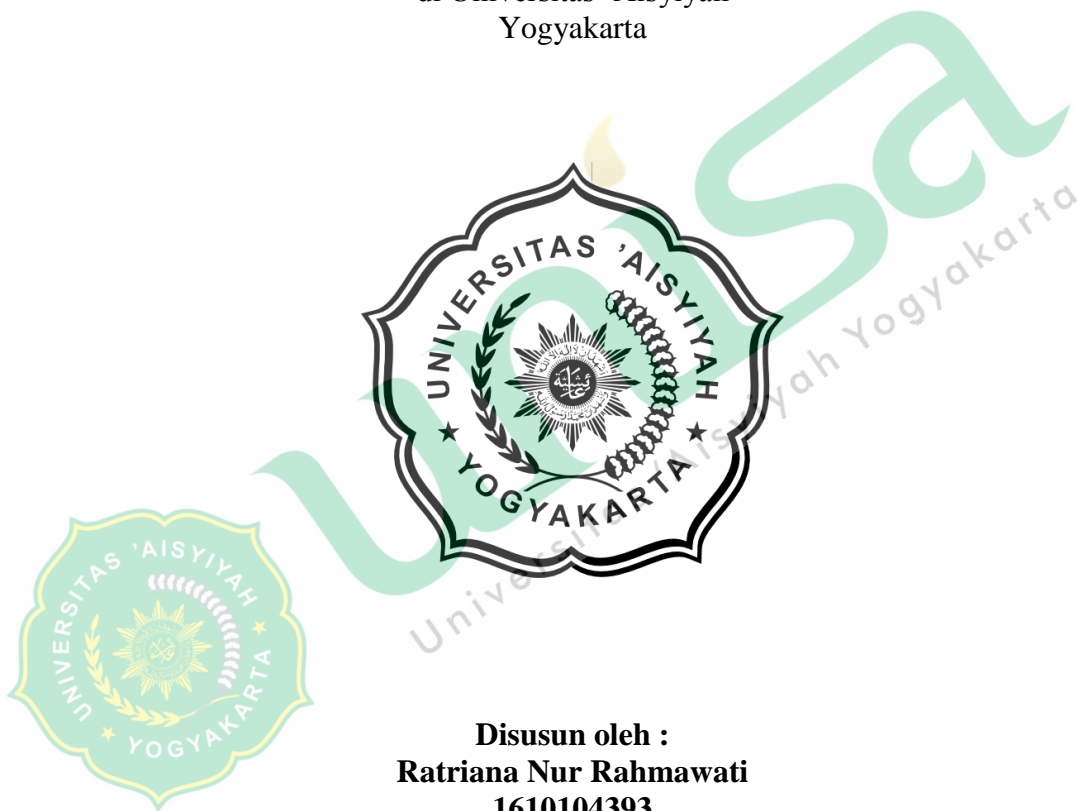 di Universitas 'Aisyiyah
Yogyakarta
unisa
Universitas 'Aisyiyah Yogyakarta
UNIVERSITAS 'AISYIYAH
YOGYAKARTA
UNIVERSITAS 'AISYIYAH
YOGYAKARTA
Disusun oleh :
Ratriana Nur Rahmawati
1610104393